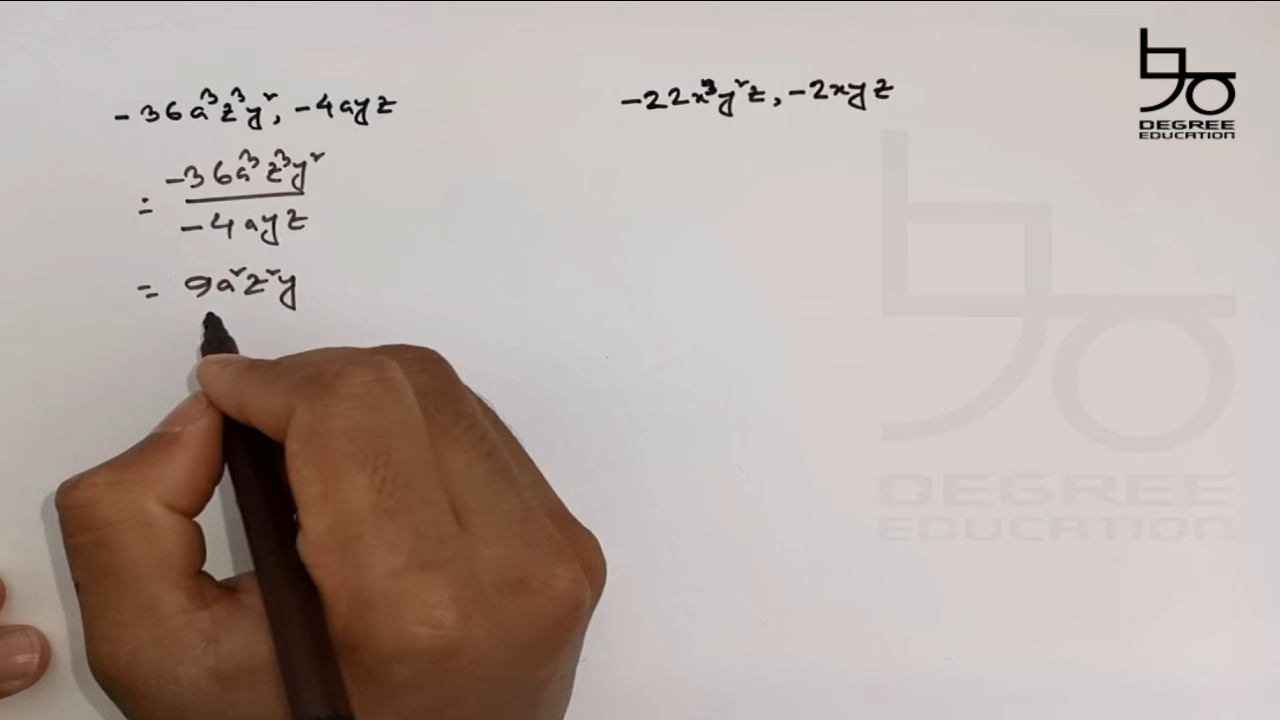 -36a³z³y², -4ayz
= -36a³z³y² / -4ayz
= 9a²z²y
-22x³y²z, -2xyz
DEGREE
EDUCATION
DEGREE
EDUCATION